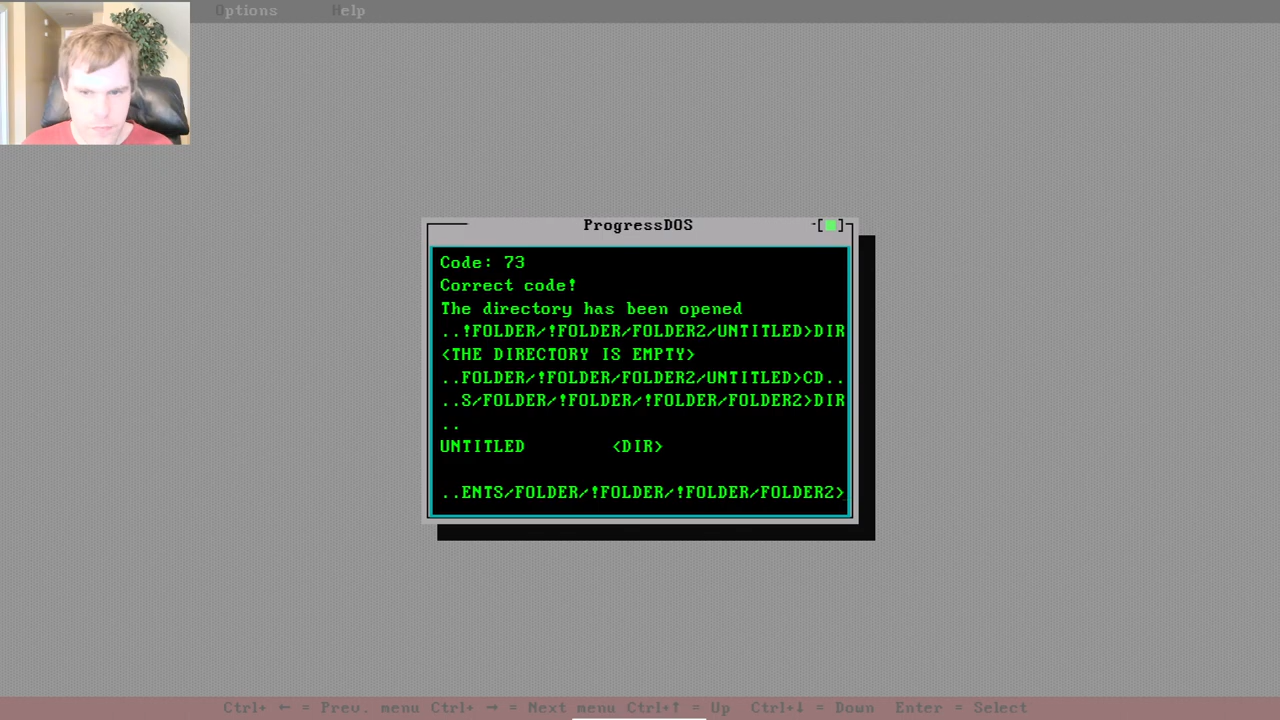 Options Help
ProgressDOS
Code: 73
Correct code!
The directory has been opened
..!FOLDER/!FOLDER/FOLDER2/UNTITLED>DIR
<THE DIRECTORY IS EMPTY>
..FOLDER/!FOLDER/FOLDER2/UNTITLED>CD..
..S/FOLDER/!FOLDER/!FOLDER/FOLDER2>DIR
..
UNTITLED <DIR>
..ENTS/FOLDER/!FOLDER/!FOLDER/FOLDER2>
Ctrl+ ← = Prev. menu Ctrl+ → = Next menu Ctrl+↑ = Up Ctrl+↓ = Down Enter = Select